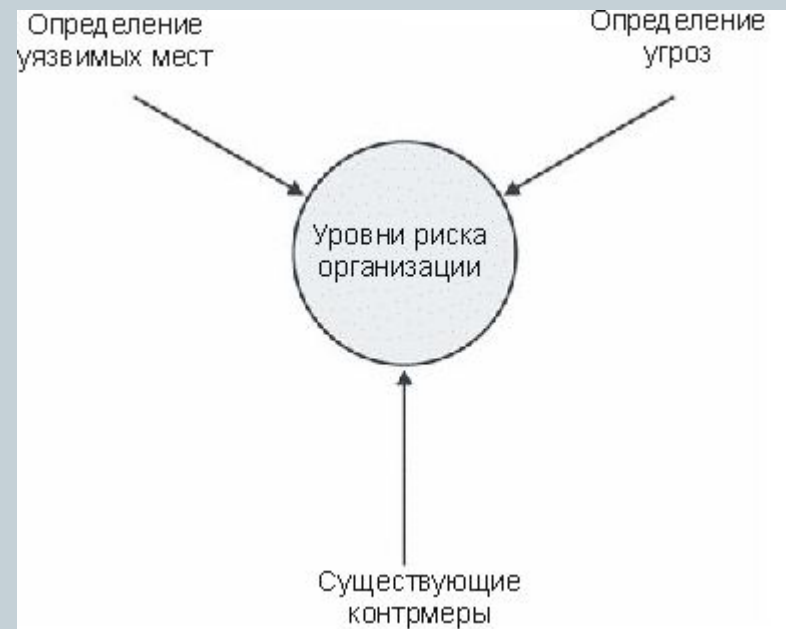 Определение
уязвимых мест
Определение
угроз
Уровни риска
организации
Существующие
контрмеры